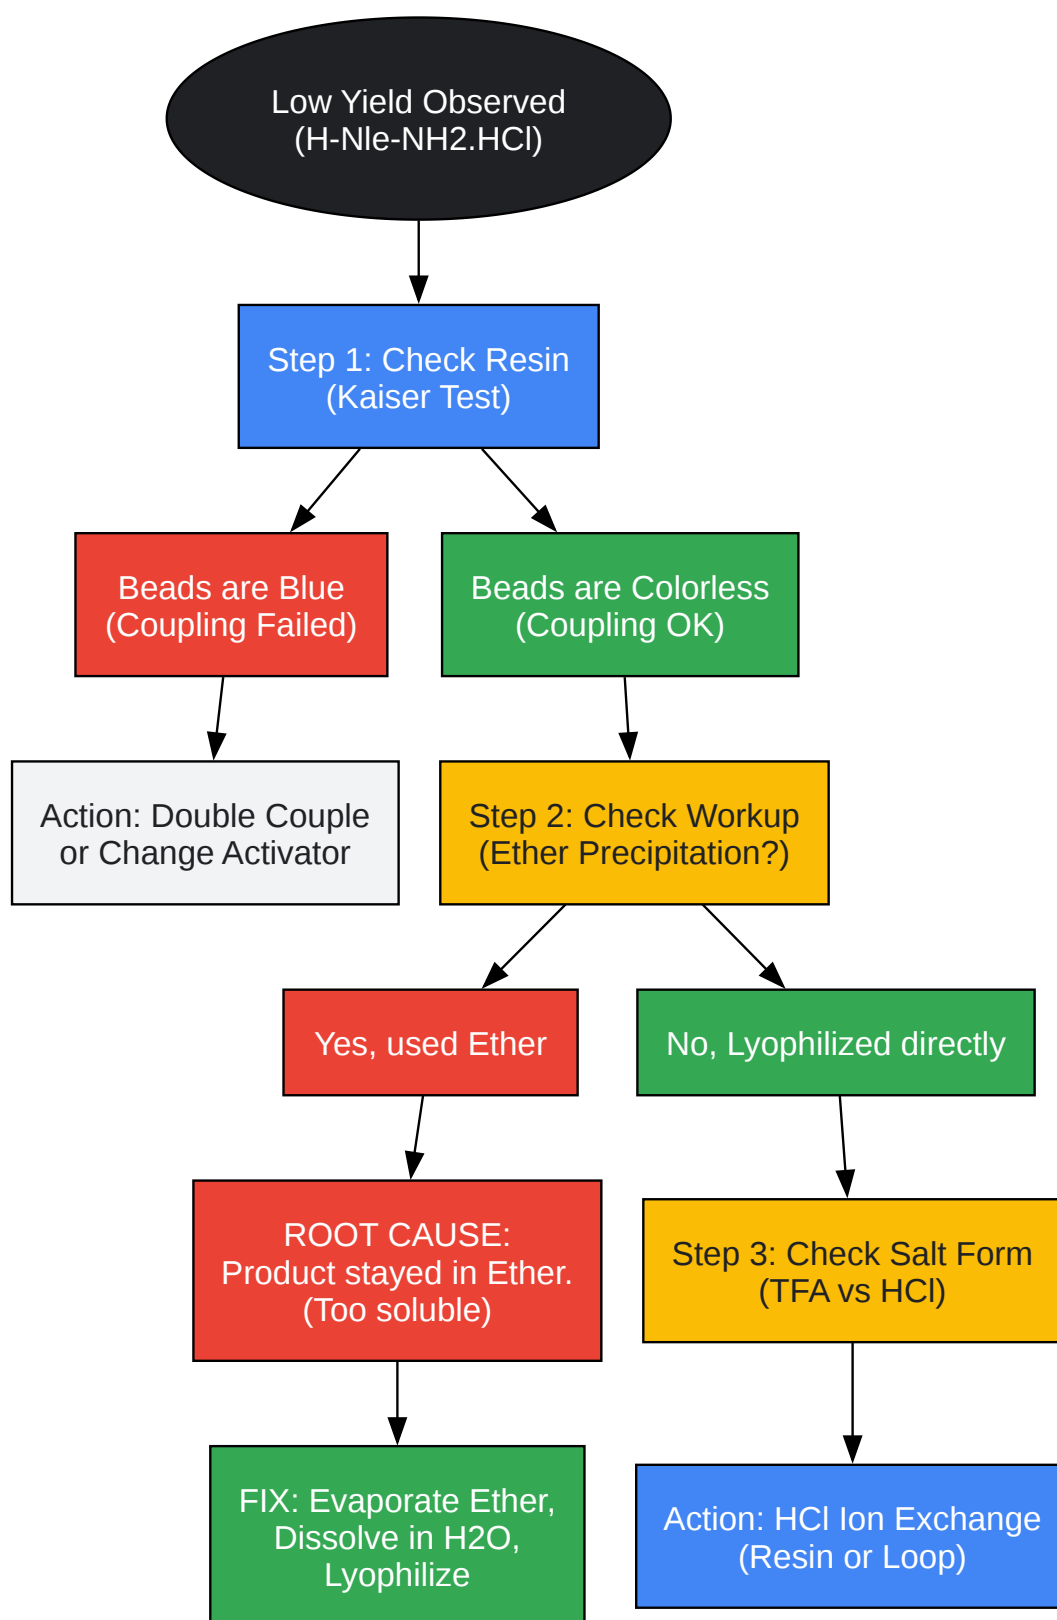 Low Yield Observed
(H-Nle-NH2.HCl)
Step 1: Check Resin
(Kaiser Test)
Beads are Blue
(Coupling Failed)
Beads are Colorless
(Coupling OK)
Action: Double Couple
or Change Activator
Step 2: Check Workup
(Ether Precipitation?)
Yes, used Ether
No, Lyophilized directly
ROOT CAUSE:
Product stayed in Ether.
(Too soluble)
Step 3: Check Salt Form
(TFA vs HCl)
FIX: Evaporate Ether,
Dissolve in H2O,
Lyophilize
Action: HCl Ion Exchange
(Resin or Loop)